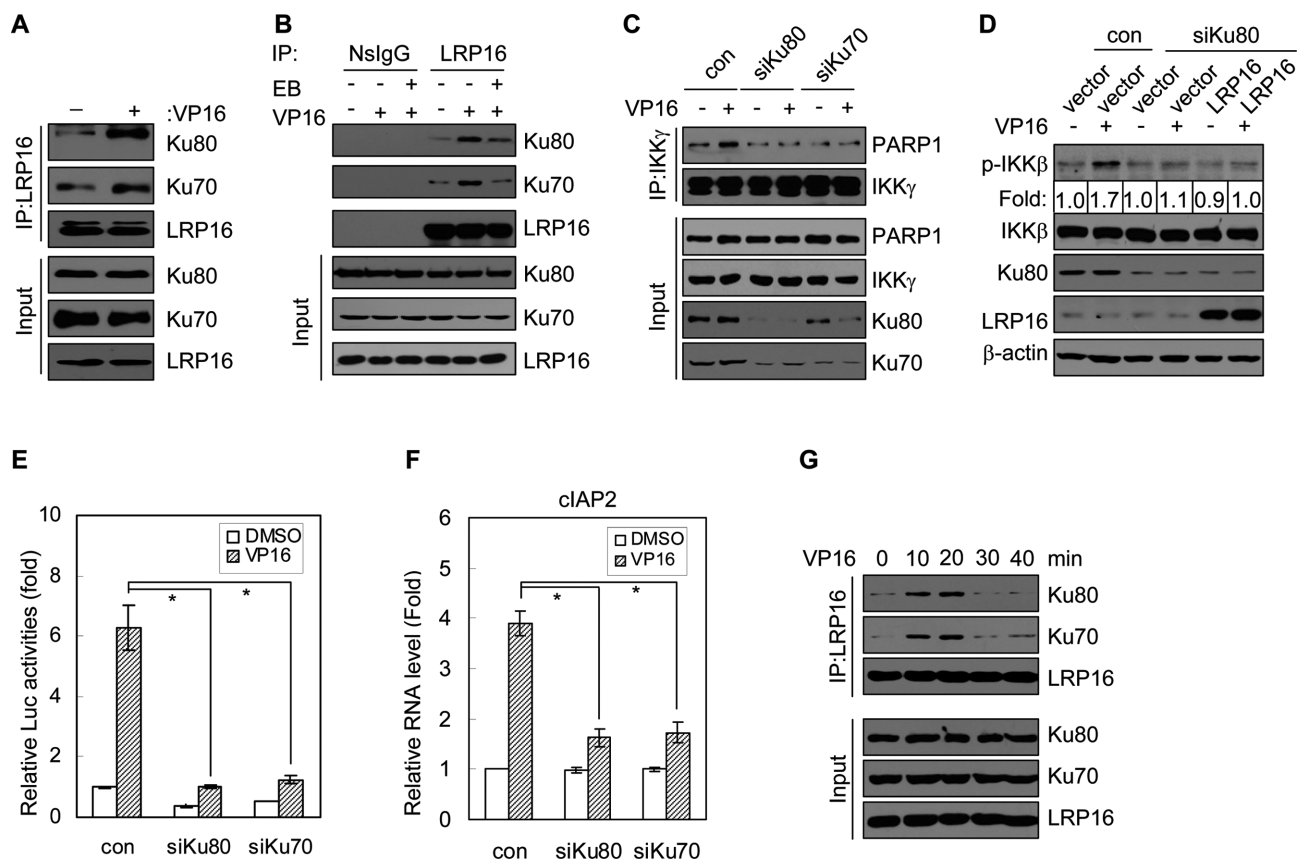 A
− + :VP16
IP:LRP16
Ku80
Ku70
LRP16
Input
Ku80
Ku70
LRP16
B
IP: NsIgG LRP16
EB - - + - - +
VP16 - + + - + +
Ku80
Ku70
LRP16
Input
Ku80
Ku70
LRP16
C
con siKu80 siKu70
VP16 - + - + - +
IP:IKKγ
PARP1
IKKγ
Input
PARP1
IKKγ
Ku80
Ku70
D
con siKu80
vector vector vector vector LRP16 LRP16
VP16 - + - + - +
p-IKKβ
Fold: 1.0 1.7 1.0 1.1 0.9 1.0
IKKβ
Ku80
LRP16
β-actin
E
Relative Luc activities (fold)
10
8
6
4
2
0
DMSO
VP16
* *
con siKu80 siKu70
F
cIAP2
Relative RNA level (Fold)
6
5
4
3
2
1
0
DMSO
VP16
* *
con siKu80 siKu70
G
VP16 0 10 20 30 40 min
IP:LRP16
Ku80
Ku70
LRP16
Input
Ku80
Ku70
LRP16